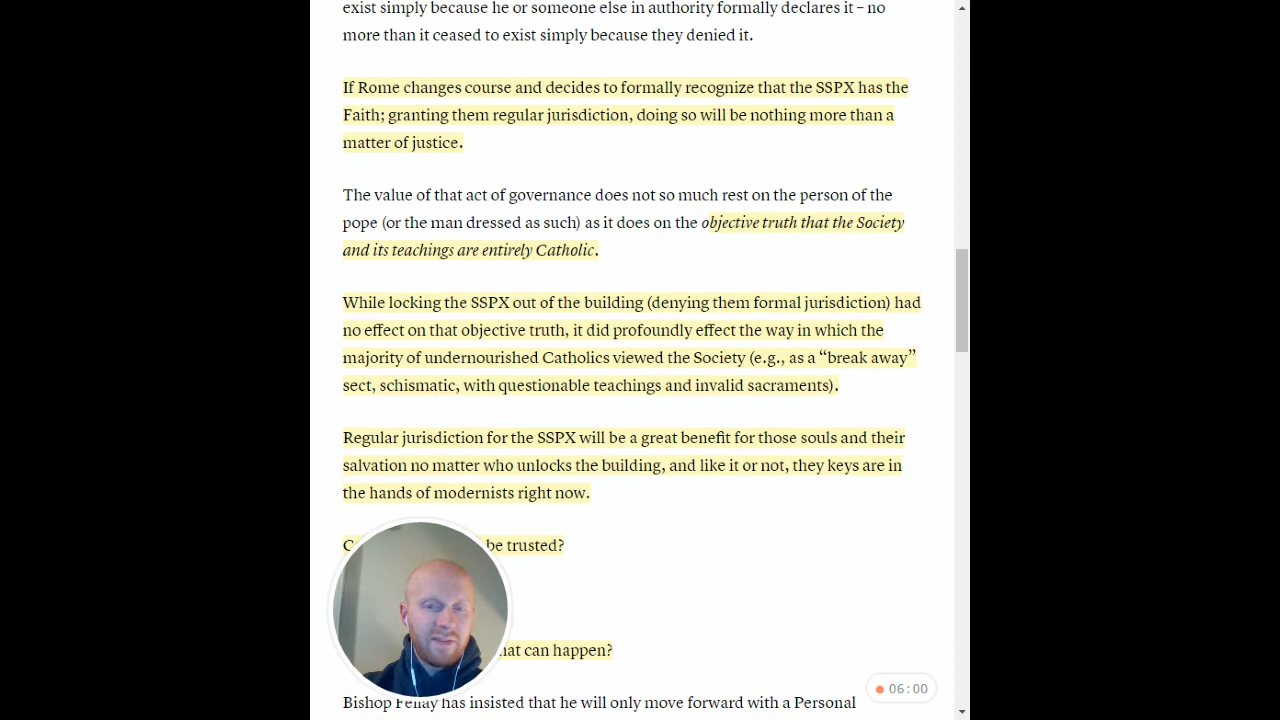 exist simply because he or someone else in authority formally declares it – no
more than it ceased to exist simply because they denied it.
If Rome changes course and decides to formally recognize that the SSPX has the
Faith; granting them regular jurisdiction, doing so will be nothing more than a
matter of justice.
The value of that act of governance does not so much rest on the person of the
pope (or the man dressed as such) as it does on the objective truth that the Society
and its teachings are entirely Catholic.
While locking the SSPX out of the building (denying them formal jurisdiction) had
no effect on that objective truth, it did profoundly effect the way in which the
majority of undernourished Catholics viewed the Society (e.g., as a “break away”
sect, schismatic, with questionable teachings and invalid sacraments).
Regular jurisdiction for the SSPX will be a great benefit for those souls and their
salvation no matter who unlocks the building, and like it or not, they keys are in
the hands of modernists right now.
be trusted?
can happen?
Bishop Fellay has insisted that he will only move forward with a Personal
06:00